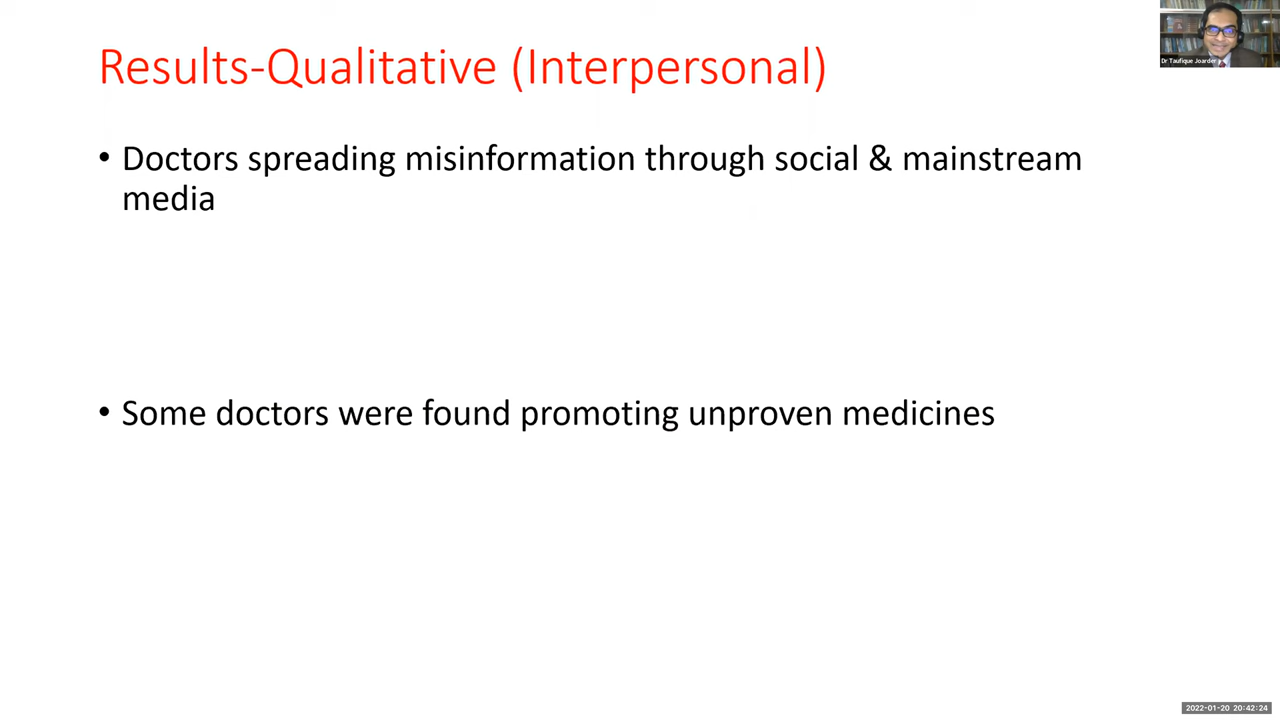 Results-Qualitative (Interpersonal)
Dr Taufique Joarder
• Doctors spreading misinformation through social & mainstream
media
• Some doctors were found promoting unproven medicines
2022-01-20 20:42:24